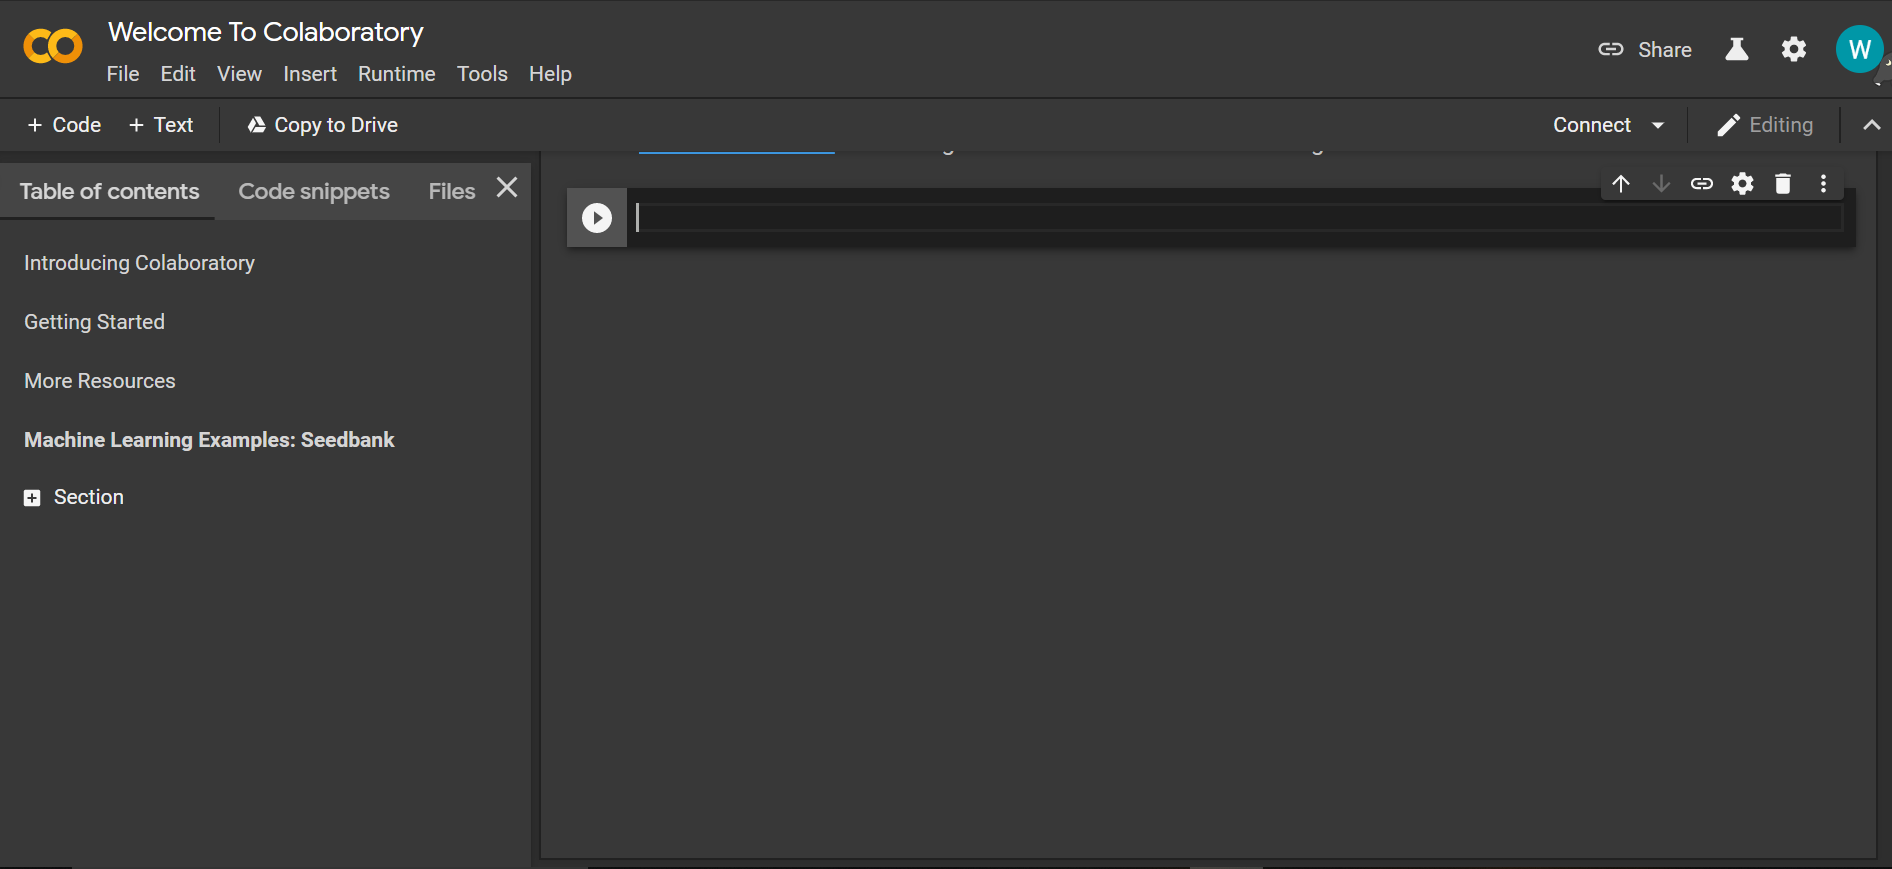 Welcome To Colaboratory
File Edit View Insert Runtime Tools Help
Share
W
+ Code + Text Copy to Drive
Connect Editing
Table of contents Code snippets Files
Introducing Colaboratory
Getting Started
More Resources
Machine Learning Examples: Seedbank
Section